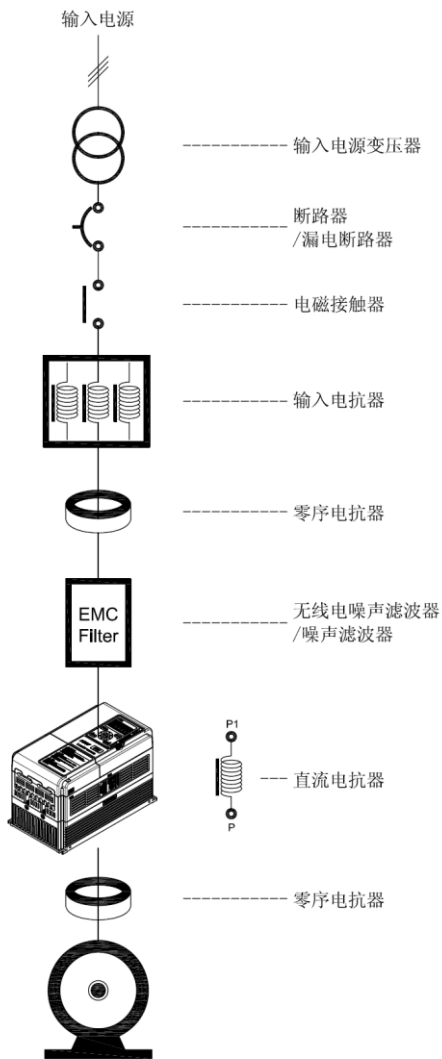 输入电源
输入电源变压器
断路器
/漏电断路器
电磁接触器
输入电抗器
零序电抗器
EMC
Filter
无线电噪声滤波器
/噪声滤波器
P1
直流电抗器
P
零序电抗器